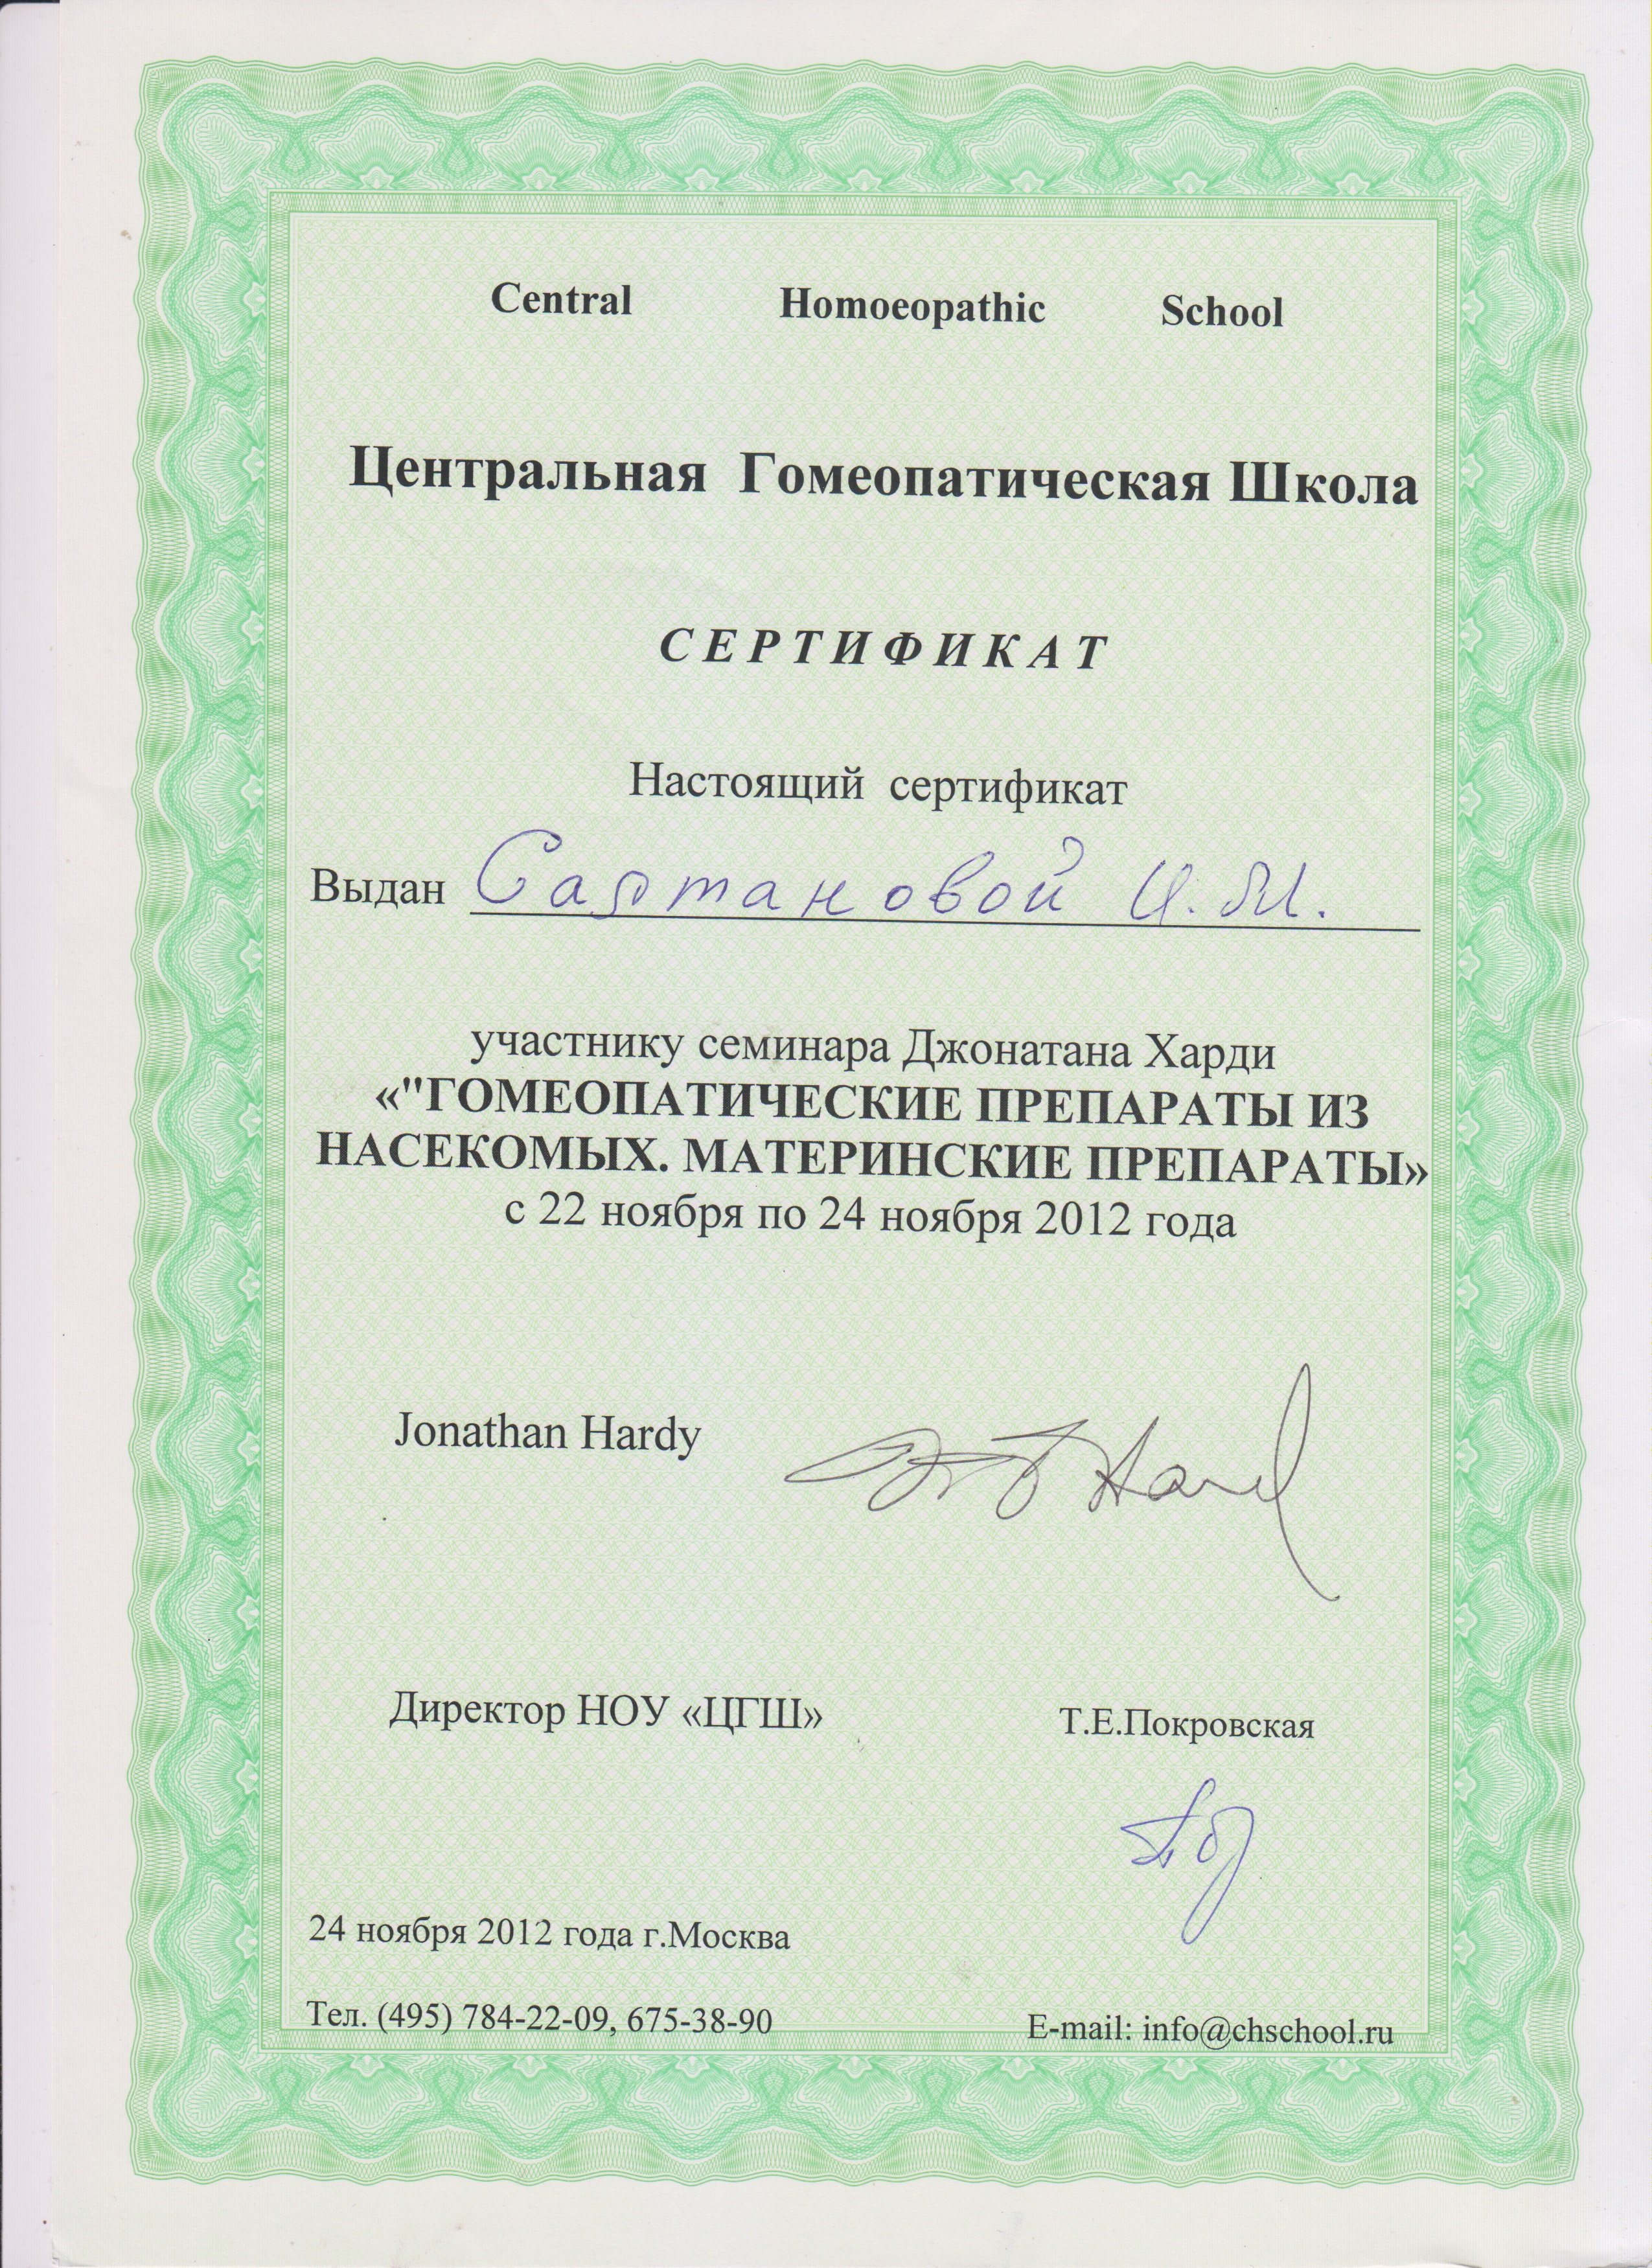 Central Homoeopathic School
Центральная Гомеопатическая Школа
СЕРТИФИКАТ
Настоящий сертификат
Выдан Салтановой И.М.
участнику семинара Джонатана Харди
«"ГОМЕОПАТИЧЕСКИЕ ПРЕПАРАТЫ ИЗ
НАСЕКОМЫХ. МАТЕРИНСКИЕ ПРЕПАРАТЫ»
с 22 ноября по 24 ноября 2012 года
Jonathan Hardy
Директор НОУ «ЦГШ» Т.Е.Покровская
24 ноября 2012 года г.Москва
Тел. (495) 784-22-09, 675-38-90 E-mail: info@chschool.ru